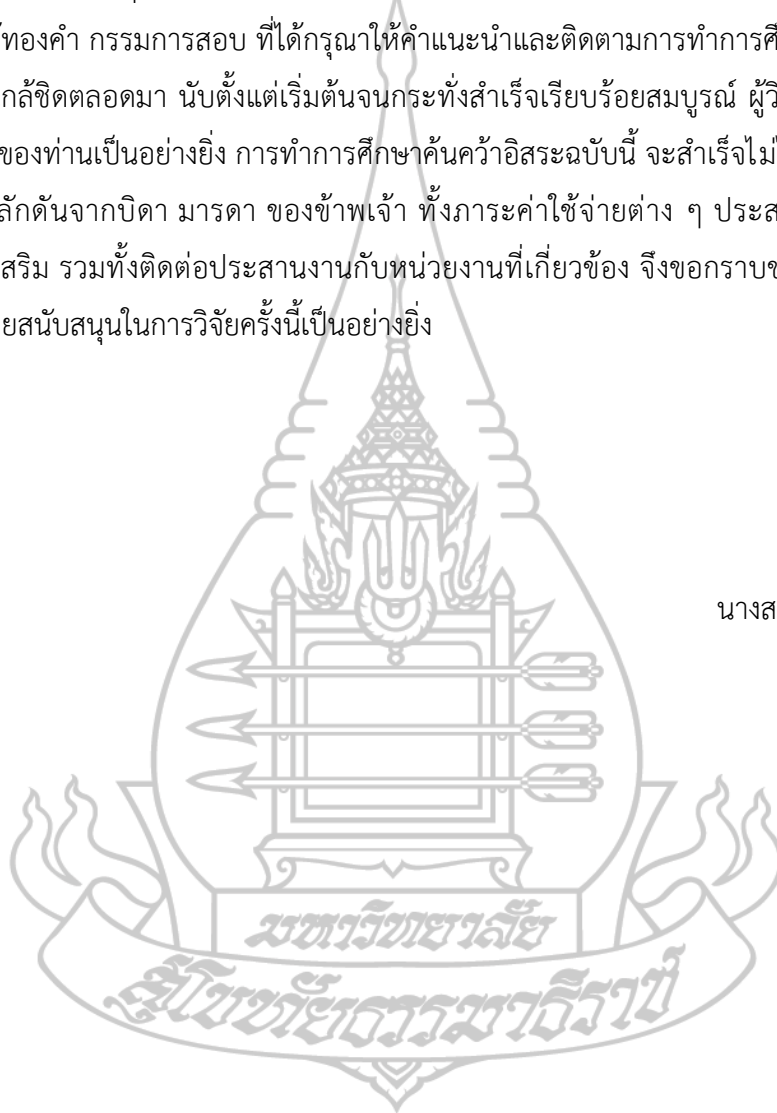 ทองคำ กรรมการสอบ ที่ได้กรุณาให้คำแนะนำและติดตามการทำการศึ
กล้ชิดตลอดมา นับตั้งแต่เริ่มต้นจนกระทั่งสำเร็จเรียบร้อยสมบูรณ์ ผู้วิ
ของท่านเป็นอย่างยิ่ง การทำการศึกษาค้นคว้าอิสระฉบับนี้ จะสำเร็จไม่
ลักดันจากบิดา มารดา ของข้าพเจ้า ทั้งภาระค่าใช้จ่ายต่าง ๆ ประส
เสริม รวมทั้งติดต่อประสานงานกับหน่วยงานที่เกี่ยวข้อง จึงขอกราบข
ยสนับสนุนในการวิจัยครั้งนี้เป็นอย่างยิ่ง
นางส
มหาวิทยาลัย
สุโขทัยธรรมาธิราช